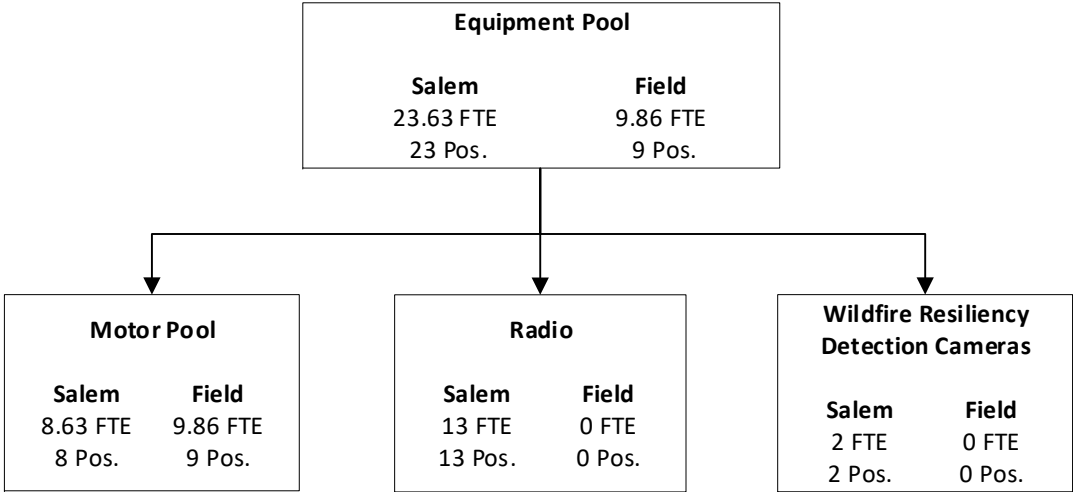 Equipment Pool
Salem Field
23.63 FTE 9.86 FTE
23 Pos. 9 Pos.
Motor Pool
Salem Field
8.63 FTE 9.86 FTE
8 Pos. 9 Pos.
Radio
Salem Field
13 FTE 0 FTE
13 Pos. 0 Pos.
Wildfire Resiliency
Detection Cameras
Salem Field
2 FTE 0 FTE
2 Pos. 0 Pos.